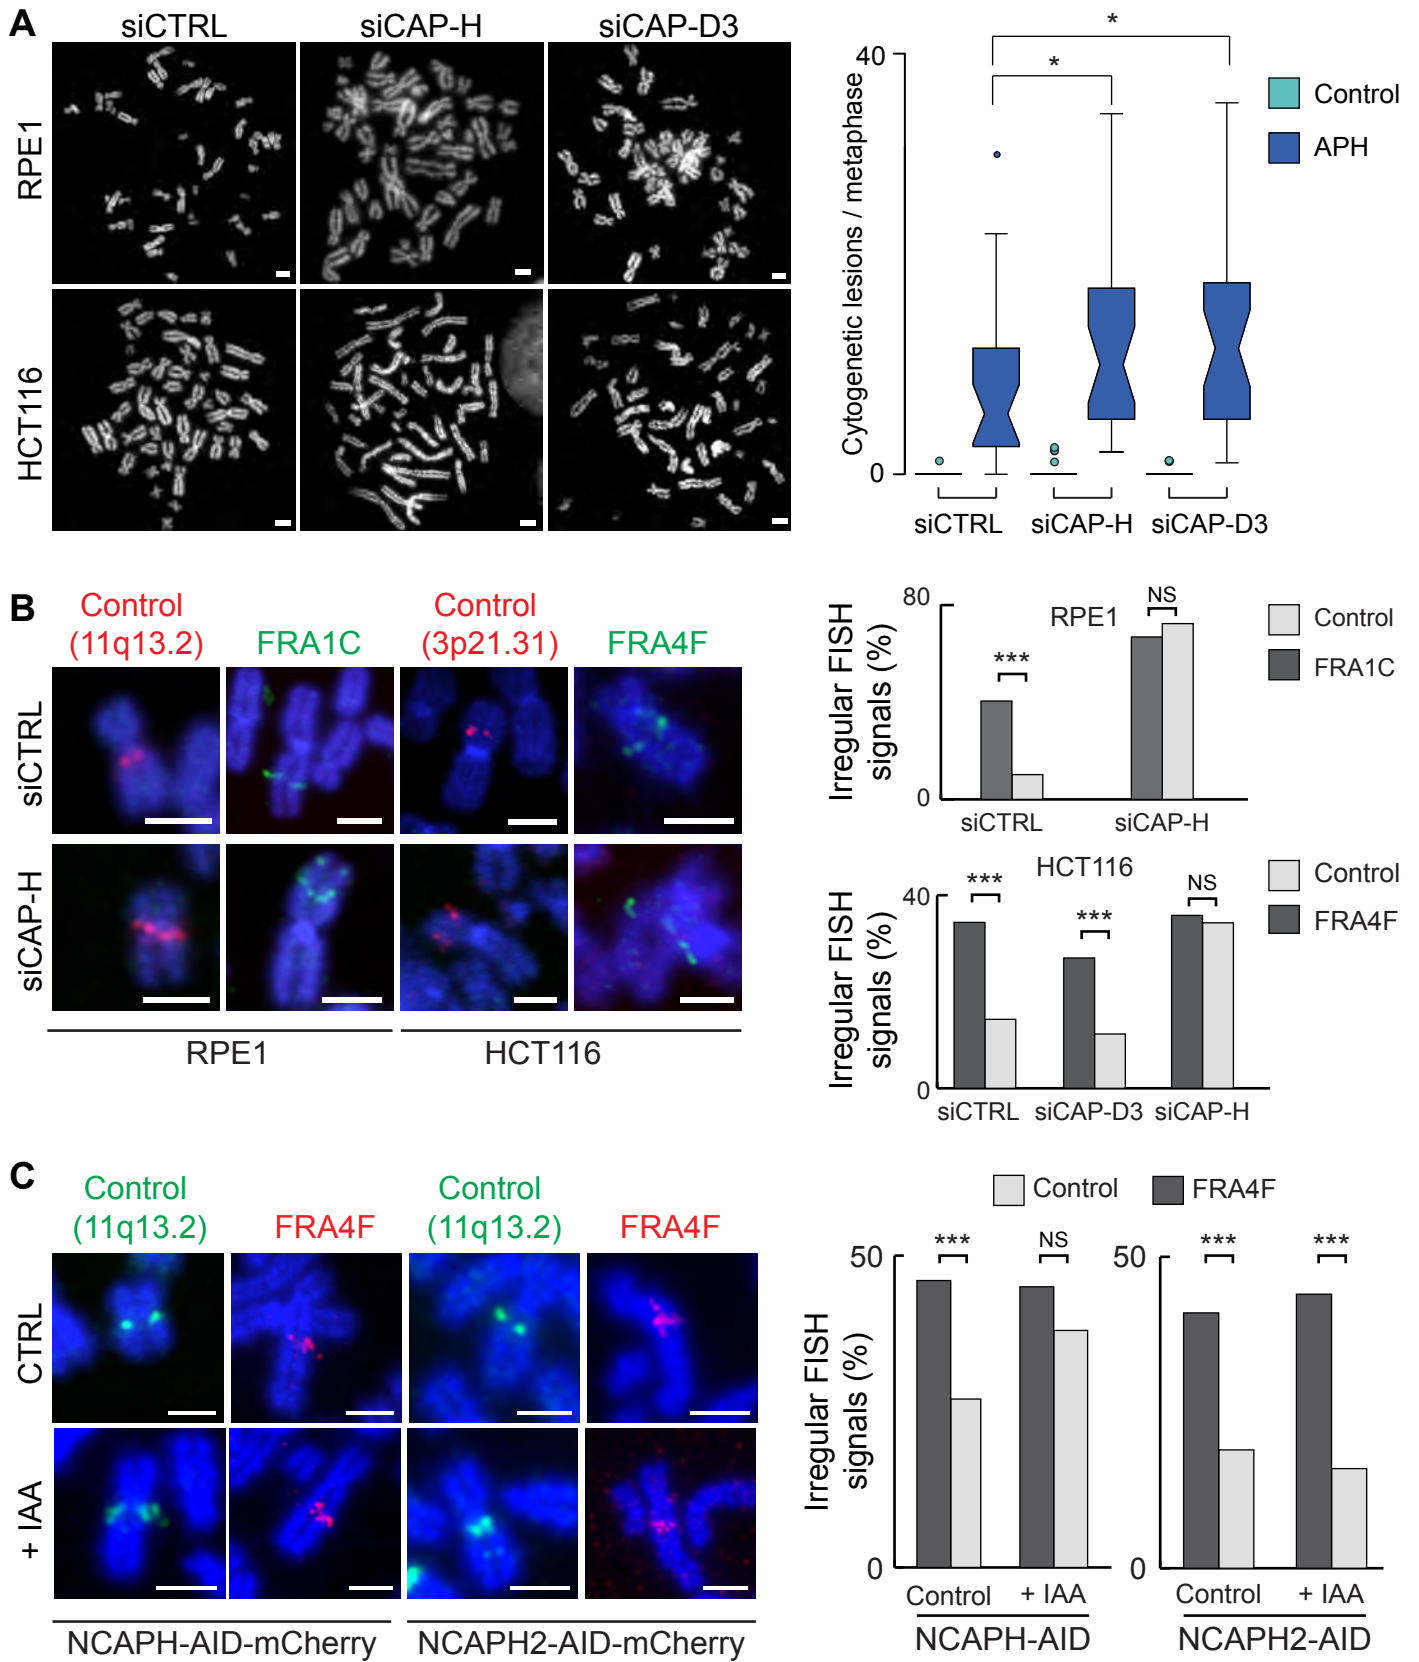 A
siCTRL
siCAP-H
siCAP-D3
RPE1
HCT116
Cytogenetic lesions / metaphase
40
0
*
*
Control
APH
siCTRL
siCAP-H
siCAP-D3
B
Control
(11q13.2)
FRA1C
Control
(3p21.31)
FRA4F
siCTRL
siCAP-H
RPE1
HCT116
Irregular FISH
signals (%)
80
0
RPE1
***
NS
Control
FRA1C
siCTRL
siCAP-H
Irregular FISH
signals (%)
40
0
HCT116
***
***
NS
Control
FRA4F
siCTRL
siCAP-D3
siCAP-H
C
Control
(11q13.2)
FRA4F
Control
(11q13.2)
FRA4F
CTRL
+ IAA
NCAPH-AID-mCherry
NCAPH2-AID-mCherry
Control
FRA4F
Irregular FISH
signals (%)
50
0
***
NS
Control
+ IAA
NCAPH-AID
50
0
***
***
Control
+ IAA
NCAPH2-AID